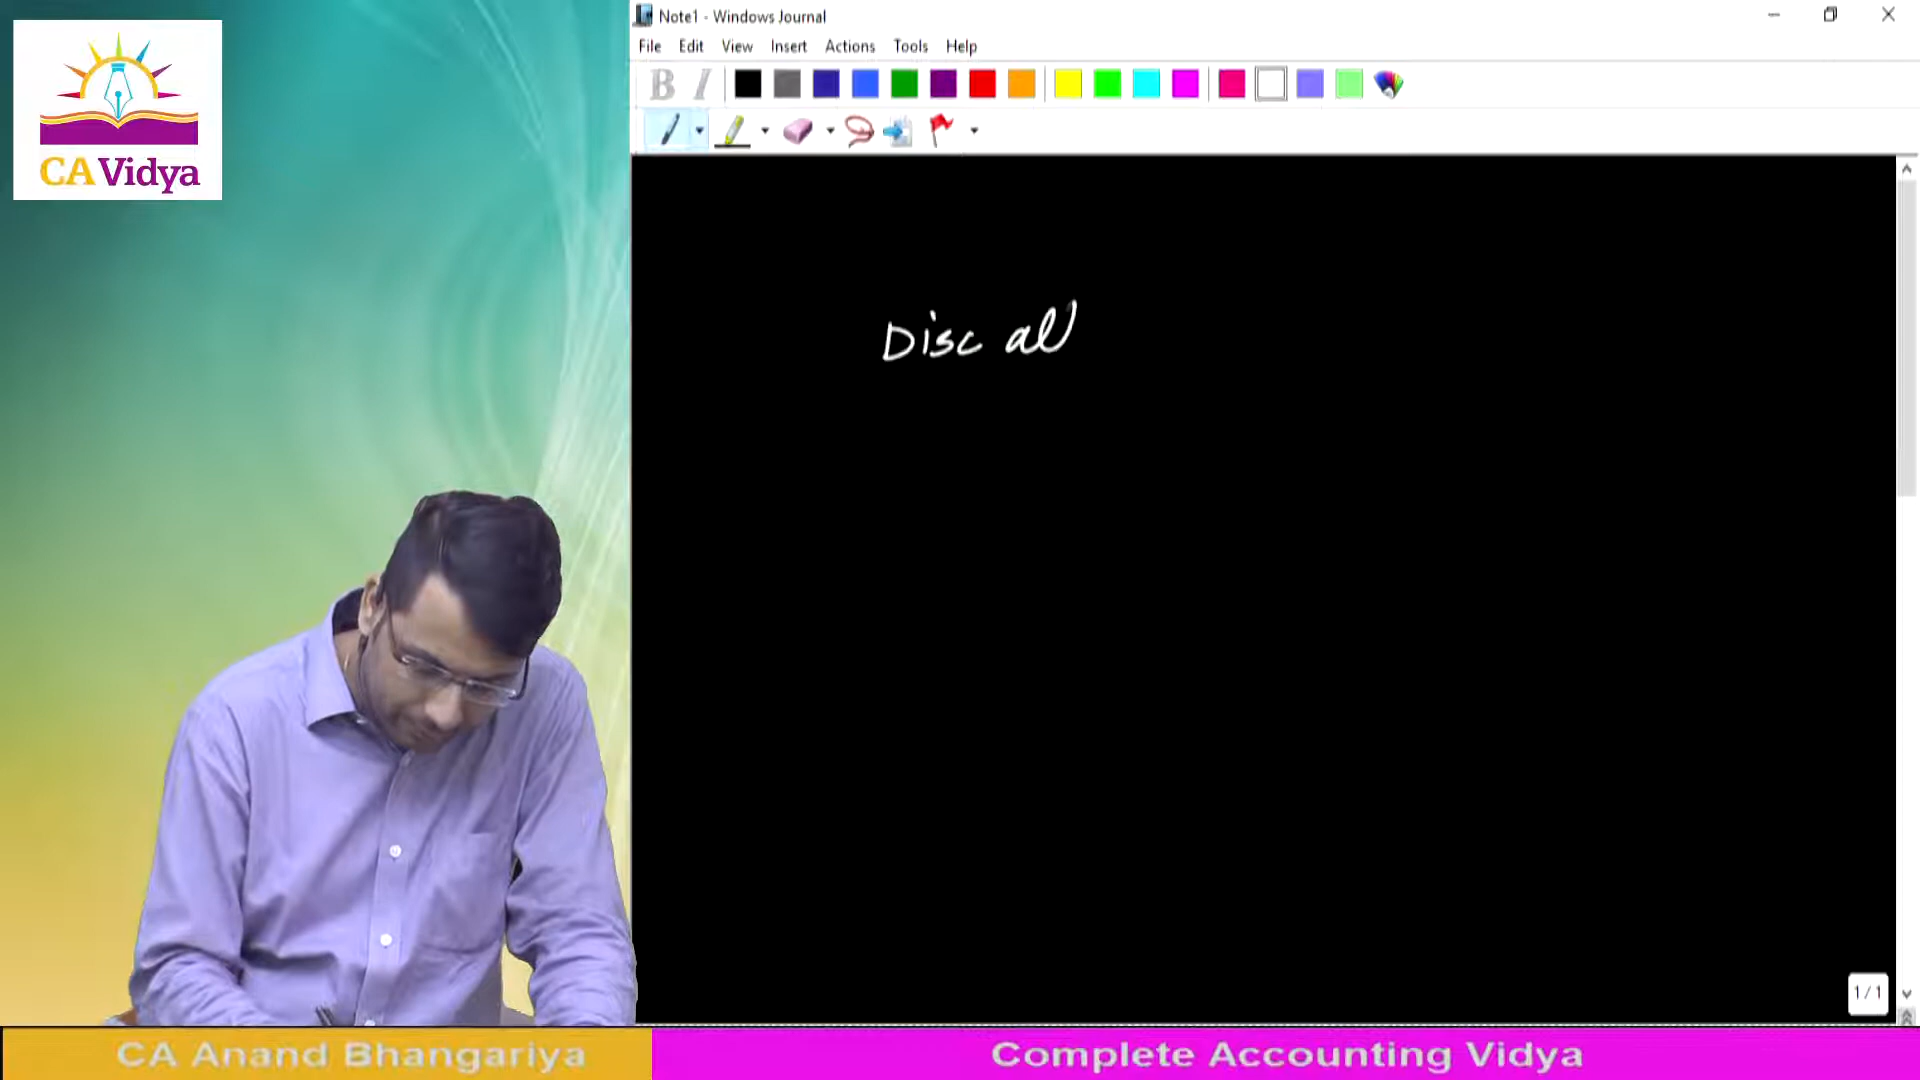 CA Vidya
Note1 - Windows Journal
File Edit View Insert Actions Tools Help
B I
Disc all
1 / 1
CA Anand Bhangariya
Complete Accounting Vidya